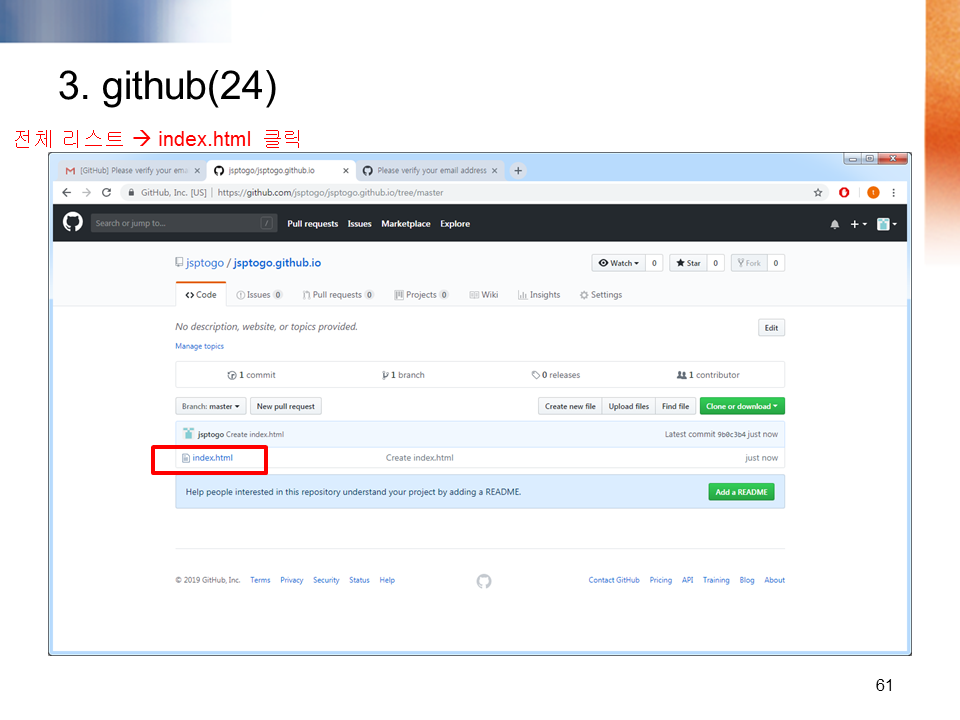 3. github(24)
전체 리스트 → index.html 클릭
[GitHub] Please verify your ema
jsptogo/jsptogo.github.io
Please verify your email address
GitHub, Inc. [US] | https://github.com/jsptogo/jsptogo.github.io/tree/master
Search or jump to... /
Pull requests Issues Marketplace Explore
jsptogo / jsptogo.github.io
Watch 0 Star 0 Fork 0
Code Issues 0 Pull requests 0 Projects 0 Wiki Insights Settings
No description, website, or topics provided.
Edit
Manage topics
1 commit 1 branch 0 releases 1 contributor
Branch: master New pull request Create new file Upload files Find file Clone or download
jsptogo Create index.html Latest commit 9b0c3b4 just now
index.html Create index.html just now
Help people interested in this repository understand your project by adding a README. Add a README
© 2019 GitHub, Inc. Terms Privacy Security Status Help Contact GitHub Pricing API Training Blog About
61